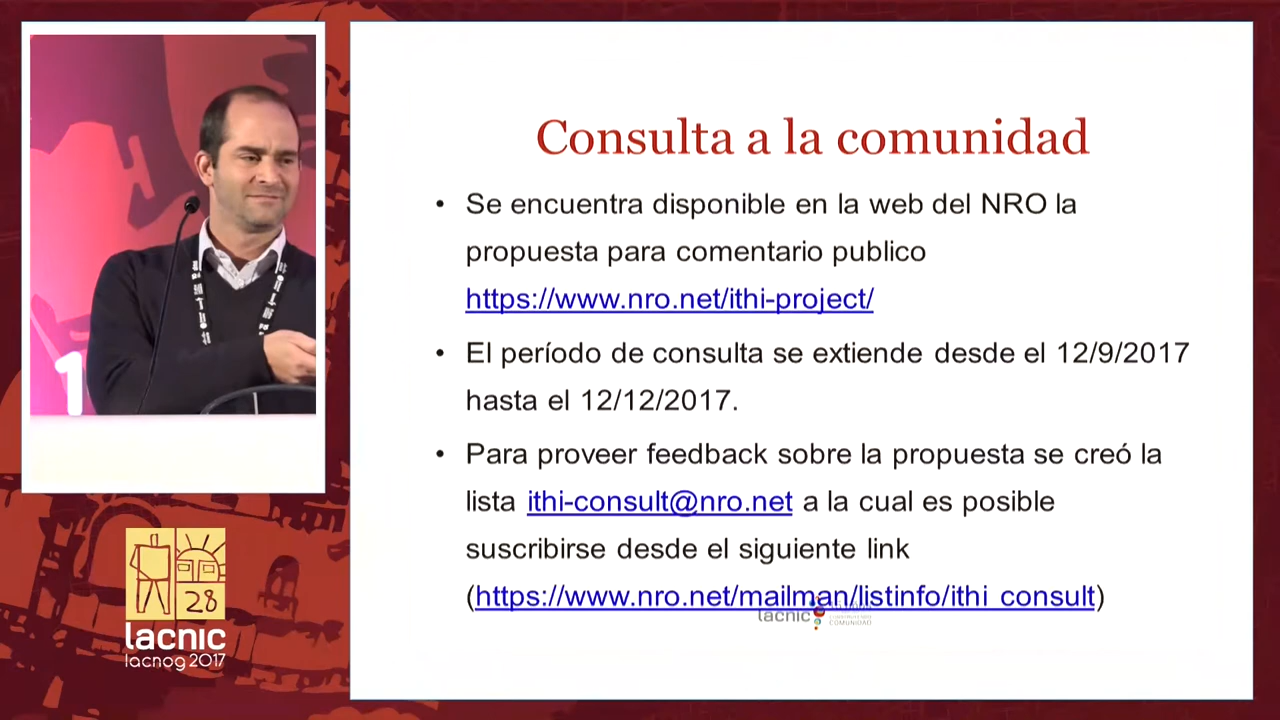 Consulta a la comunidad
• Se encuentra disponible en la web del NRO la
propuesta para comentario publico
https://www.nro.net/ithi-project/
• El período de consulta se extiende desde el 12/9/2017
hasta el 12/12/2017.
• Para proveer feedback sobre la propuesta se creó la
lista ithi-consult@nro.net a la cual es posible
suscribirse desde el siguiente link
(https://www.nro.net/mailman/listinfo/ithi_consult)
lacnic
COMUNIDAD
1
28
lacnic
lacnog 2017